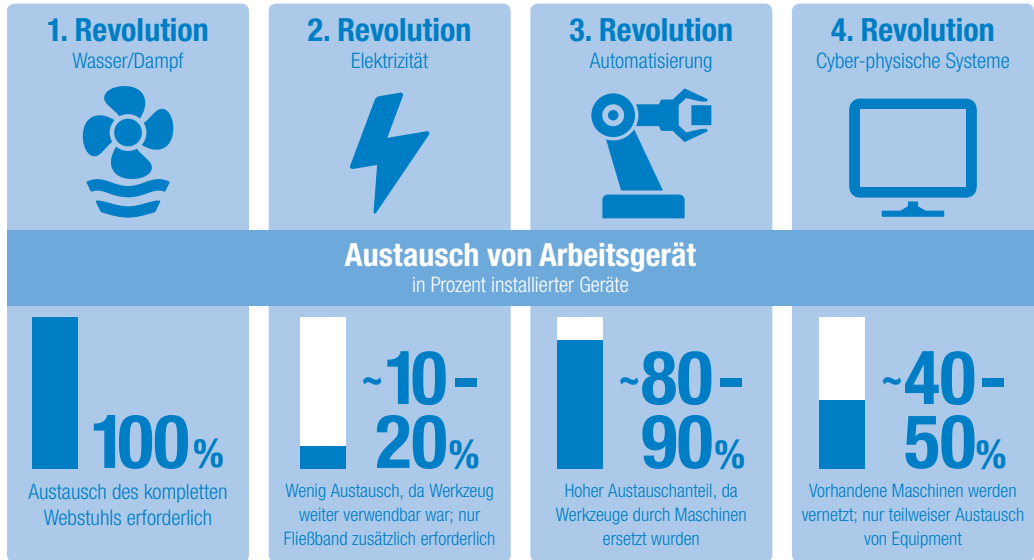 1. Revolution
Wasser/Dampf
2. Revolution
Elektrizität
3. Revolution
Automatisierung
4. Revolution
Cyber-physische Systeme
Austausch von Arbeitsgerät
in Prozent installierter Geräte
100%
Austausch des kompletten
Webstuhls erforderlich
~10–
20%
Wenig Austausch, da Werkzeug
weiter verwendbar war; nur
Fließband zusätzlich erforderlich
~80–
90%
Hoher Austauschanteil, da
Werkzeuge durch Maschinen
ersetzt wurden
~40–
50%
Vorhandene Maschinen werden
vernetzt; nur teilweiser Austausch
von Equipment